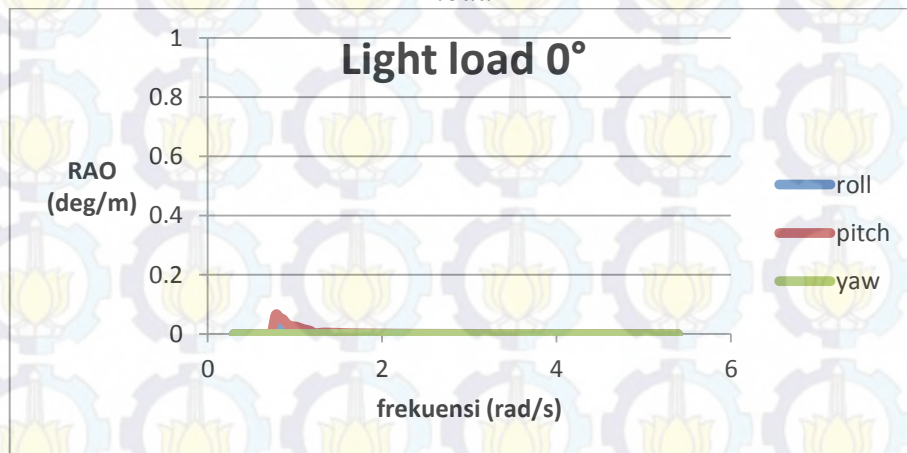 1
Light load 0°
0.8
0.6
RAO
(deg/m)
0.4
0.2
0
roll
pitch
yaw
0 2 4 6
frekuensi (rad/s)